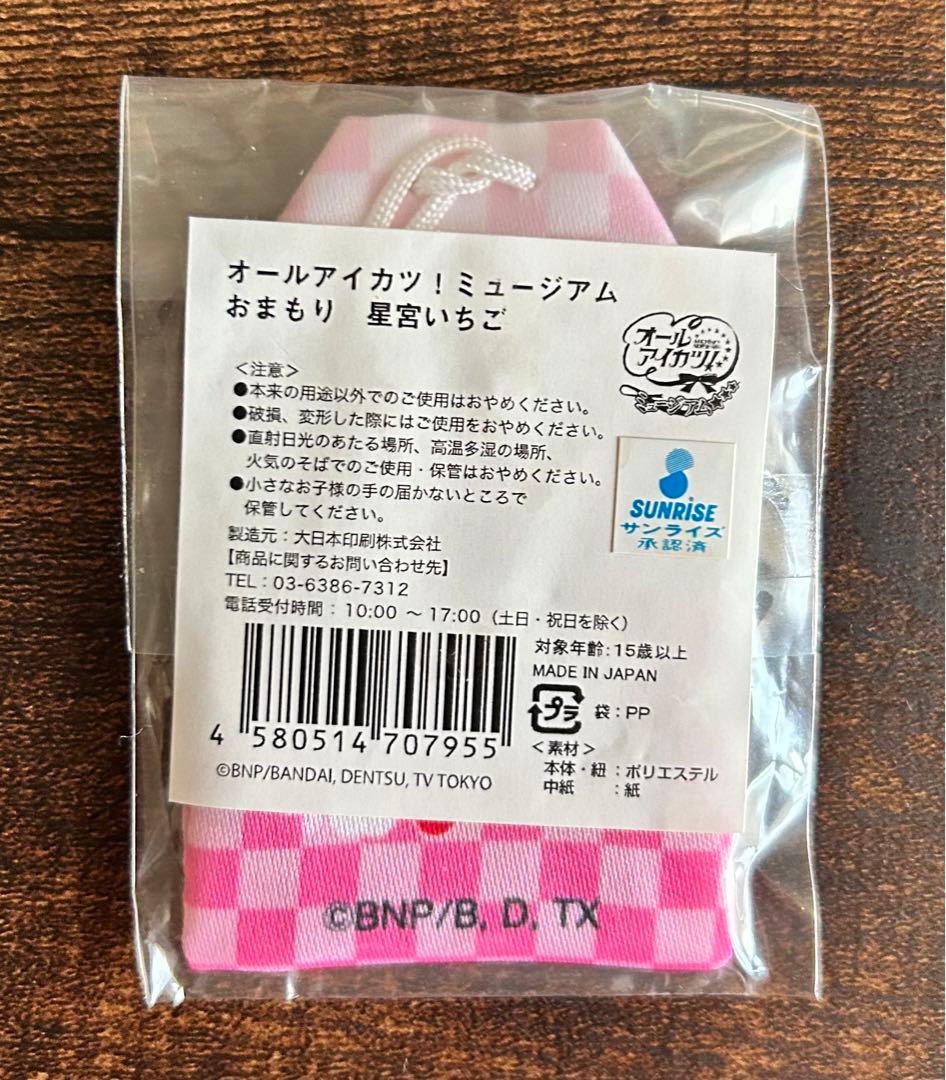 オールアイカツ！ミュージアム
おまもり　星宮いちご
オール
アイカツ！
ミュージアム
＜注意＞
●本来の用途以外でのご使用はおやめください。
●破損、変形した際にはご使用をおやめください。
●直射日光のあたる場所、高温多湿の場所、
火気のそばでのご使用・保管はおやめください。
●小さなお子様の手の届かないところで
保管してください。
SUNRISE
サンライズ
承認済
製造元：大日本印刷株式会社
【商品に関するお問い合わせ先】
TEL：03-6386-7312
電話受付時間：10:00 ～ 17:00（土日・祝日を除く）
対象年齢：15歳以上
MADE IN JAPAN
プラ 袋：PP
＜素材＞
本体・紐：ポリエステル
中紙　　：紙
4 580514 707955
©BNP/BANDAI, DENTSU, TV TOKYO
©BNP/B, D, TX